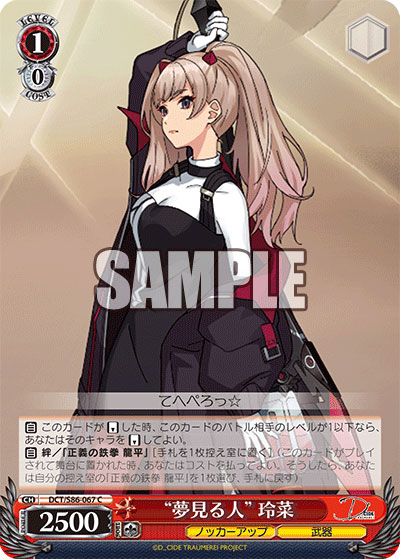 LEVEL
1
0
COST
SAMPLE
てへぺろっ☆
自 このカードが した時、このカードのバトル相手のレベルが1以下なら、
あなたはそのキャラを してよい。
自 絆／「正義の鉄拳 龍平」［手札を1枚控え室に置く］（このカードがプレイ
されて舞台に置かれた時、あなたはコストを払ってよい。そうしたら、あなた
は自分の控え室の「正義の鉄拳 龍平」を1枚選び、手札に戻す）
CH
DCT/S86-067 C
2500
“夢見る人” 玲菜
ノッカーアップ
武器
©D_CIDE TRAUMEREI PROJECT